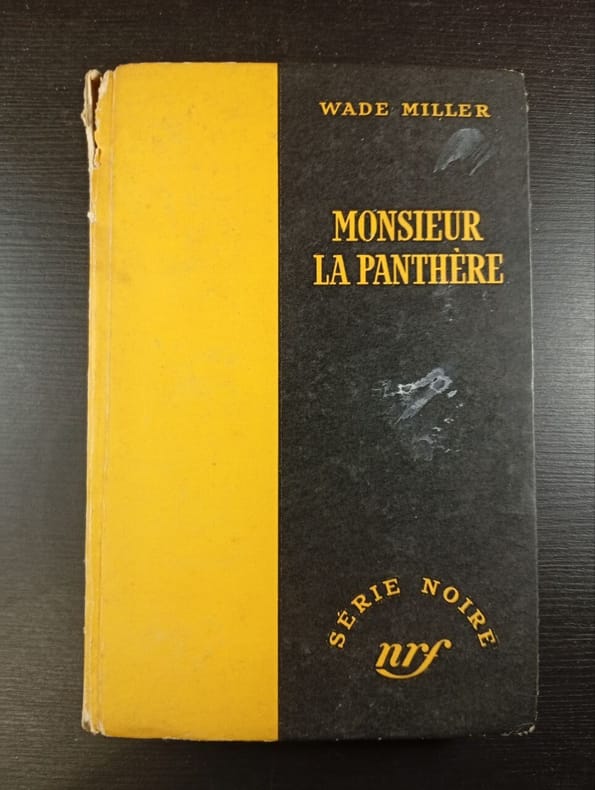 WADE MILLER
MONSIEUR
LA PANTHÈRE
SÉRIE NOIRE
nrf